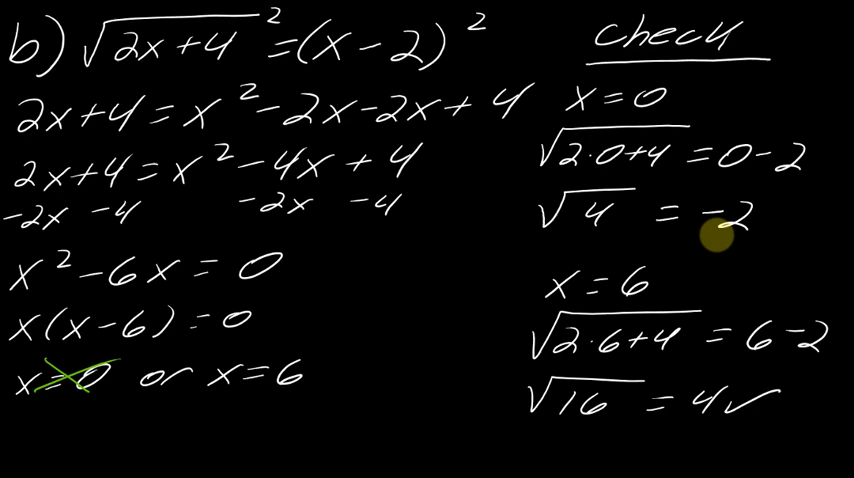 b) √(2x+4)² = (x-2)²
2x+4 = x² - 2x - 2x + 4
2x+4 = x² - 4x + 4
-2x -4 -2x -4
x² - 6x = 0
x(x-6) = 0
x=0 or x=6
check
x=0
√(2·0+4) = 0-2
√4 = -2
x=6
√(2·6+4) = 6-2
√16 = 4✓